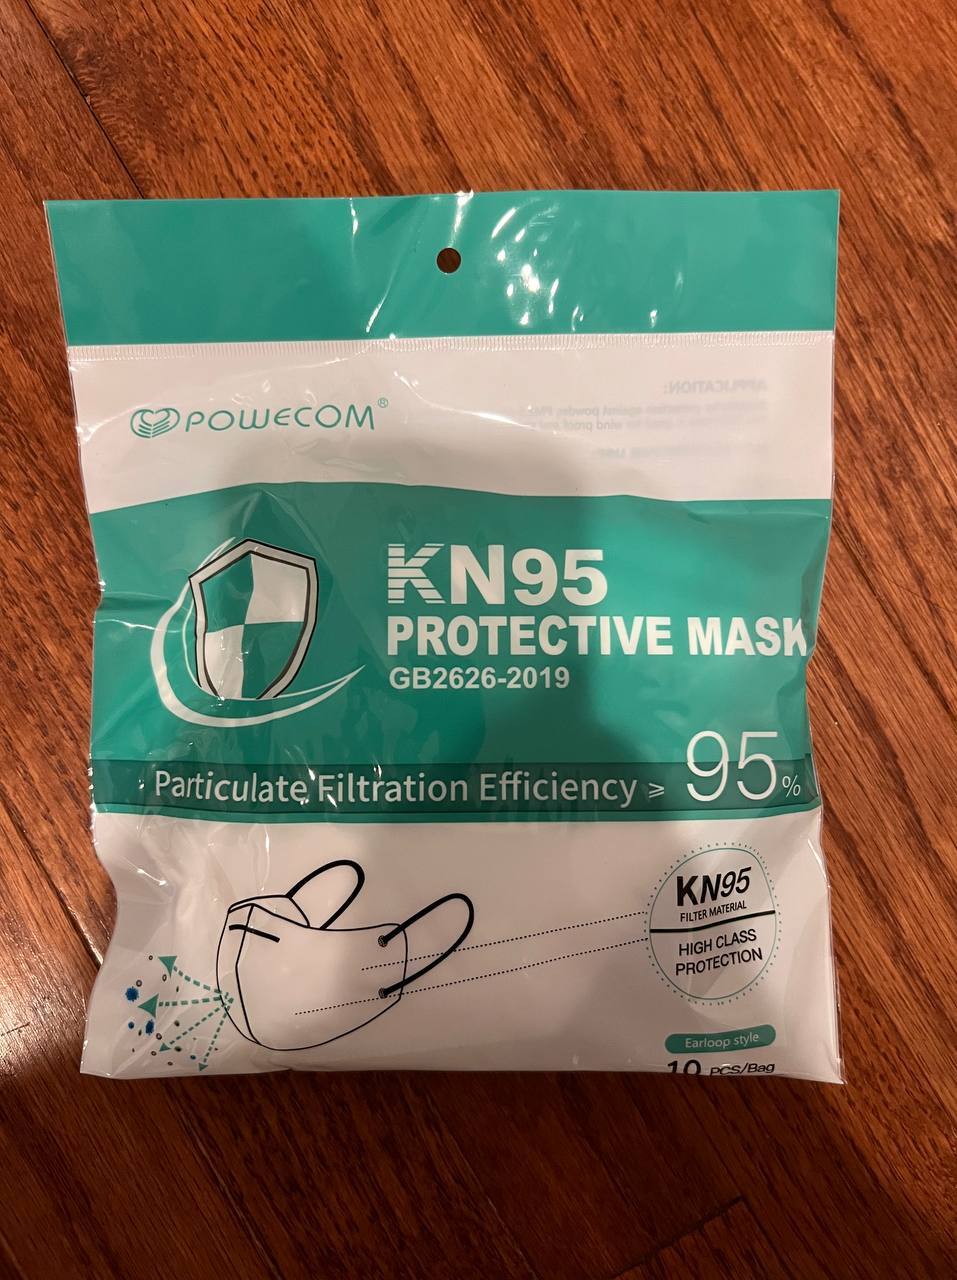 POWECOM®
APPLICATION:
KN95
PROTECTIVE MASK
GB2626-2019
Particulate Filtration Efficiency ≥ 95%
KN95
FILTER MATERIAL
HIGH CLASS
PROTECTION
Earloop style
10 PCS/Bag